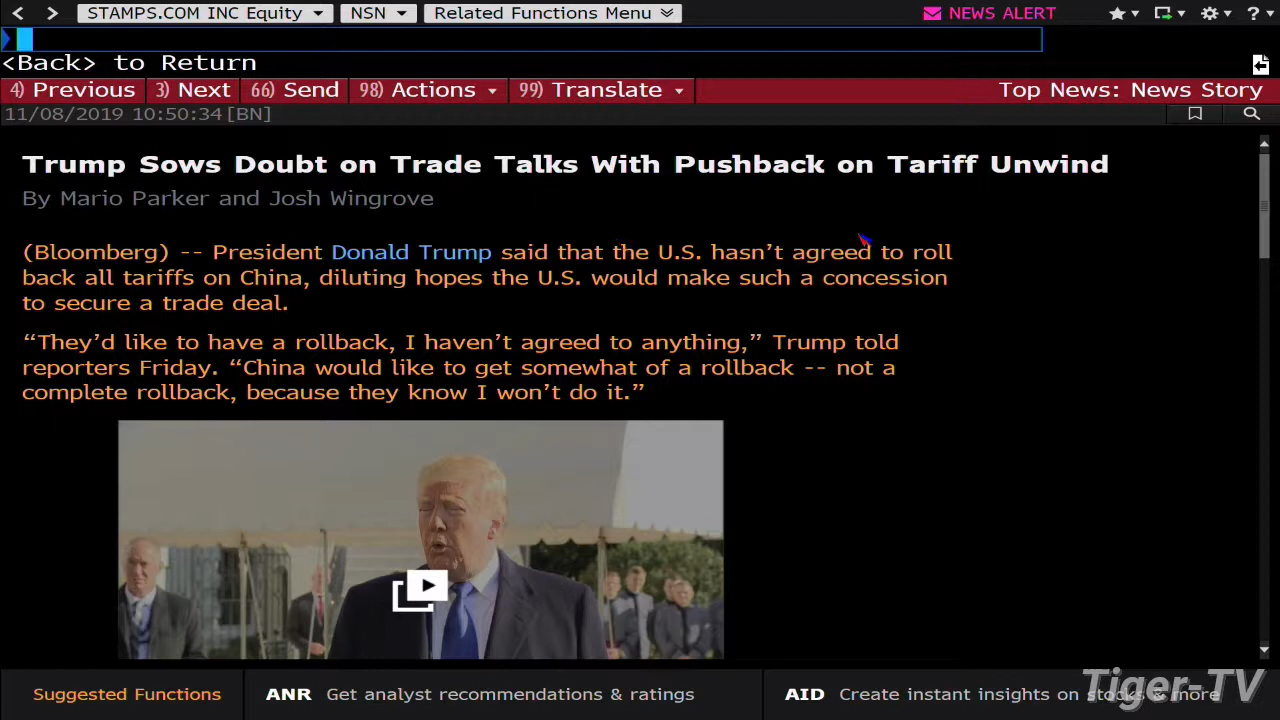 STAMPS.COM INC Equity NSN Related Functions Menu NEWS ALERT ?
<Back> to Return
4) Previous 3) Next 66) Send 98) Actions 99) Translate Top News: News Story
11/08/2019 10:50:34 [BN]
Trump Sows Doubt on Trade Talks With Pushback on Tariff Unwind
By Mario Parker and Josh Wingrove
(Bloomberg) -- President Donald Trump said that the U.S. hasn’t agreed to roll
back all tariffs on China, diluting hopes the U.S. would make such a concession
to secure a trade deal.
“They’d like to have a rollback, I haven’t agreed to anything,” Trump told
reporters Friday. “China would like to get somewhat of a rollback -- not a
complete rollback, because they know I won’t do it.”
Suggested Functions ANR Get analyst recommendations & ratings AID Create instant insights on stocks & more
Tiger-TV